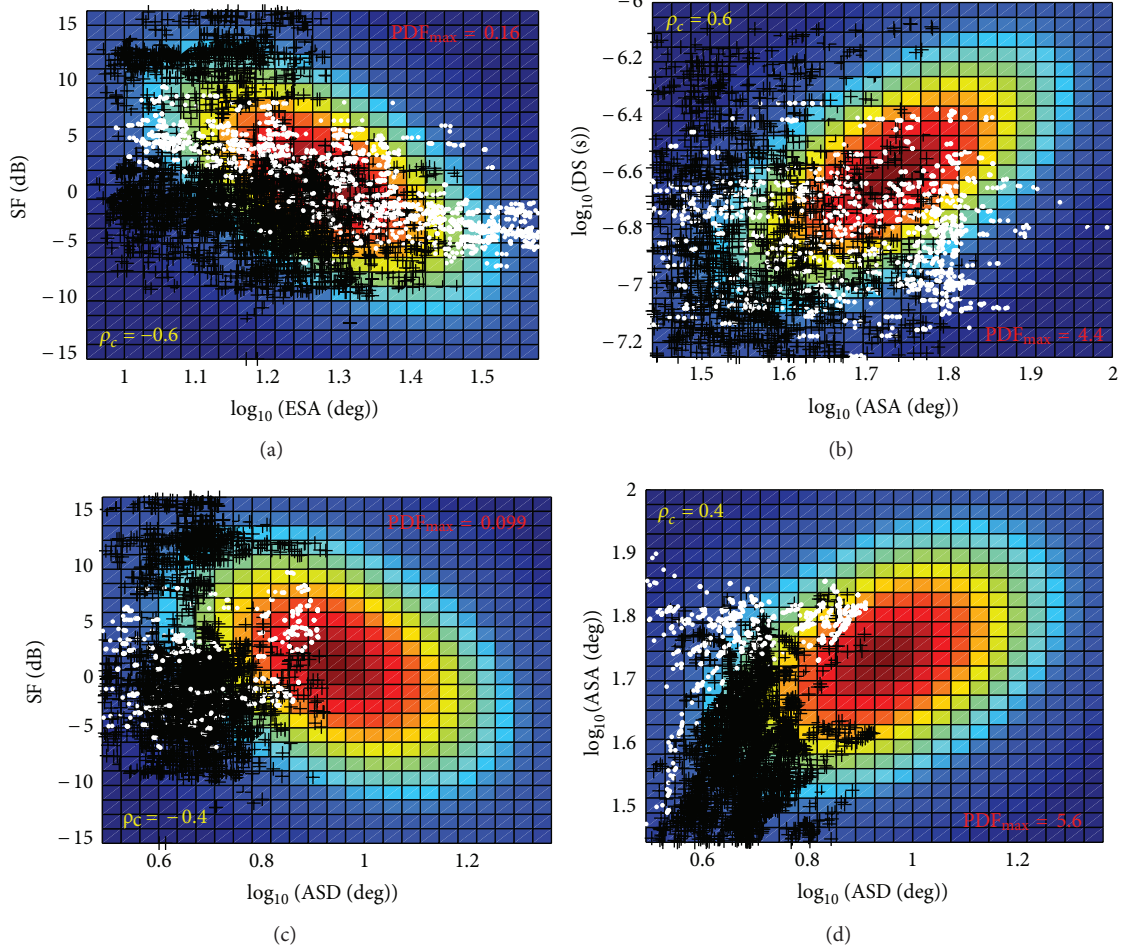 15
10
5
0
−5
−10
−15
SF (dB)
PDFmax = 0.16
ρc = −0.6
1 1.1 1.2 1.3 1.4 1.5
log10 (ESA (deg))
(a)
−6
−6.2
−6.4
−6.6
−6.8
−7
−7.2
log10(DS (s))
ρc = 0.6
PDFmax = 4.4
1.5 1.6 1.7 1.8 1.9 2
log10 (ASA (deg))
(b)
15
10
5
0
−5
−10
−15
SF (dB)
PDFmax = 0.099
ρc = −0.4
0.6 0.8 1 1.2
log10 (ASD (deg))
(c)
2
1.9
1.8
1.7
1.6
1.5
log10(ASA (deg))
ρc = 0.4
PDFmax = 5.6
0.6 0.8 1 1.2
log10 (ASD (deg))
(d)